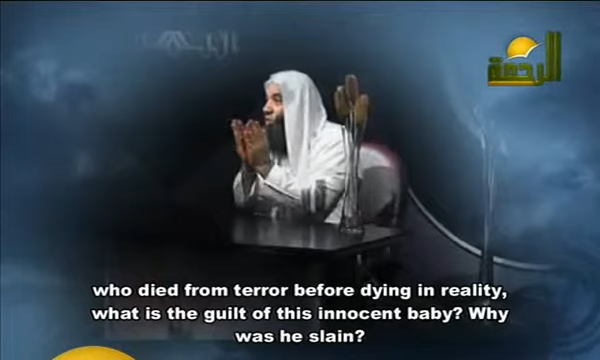 الرحمة
who died from terror before dying in reality,
what is the guilt of this innocent baby? Why
was he slain?